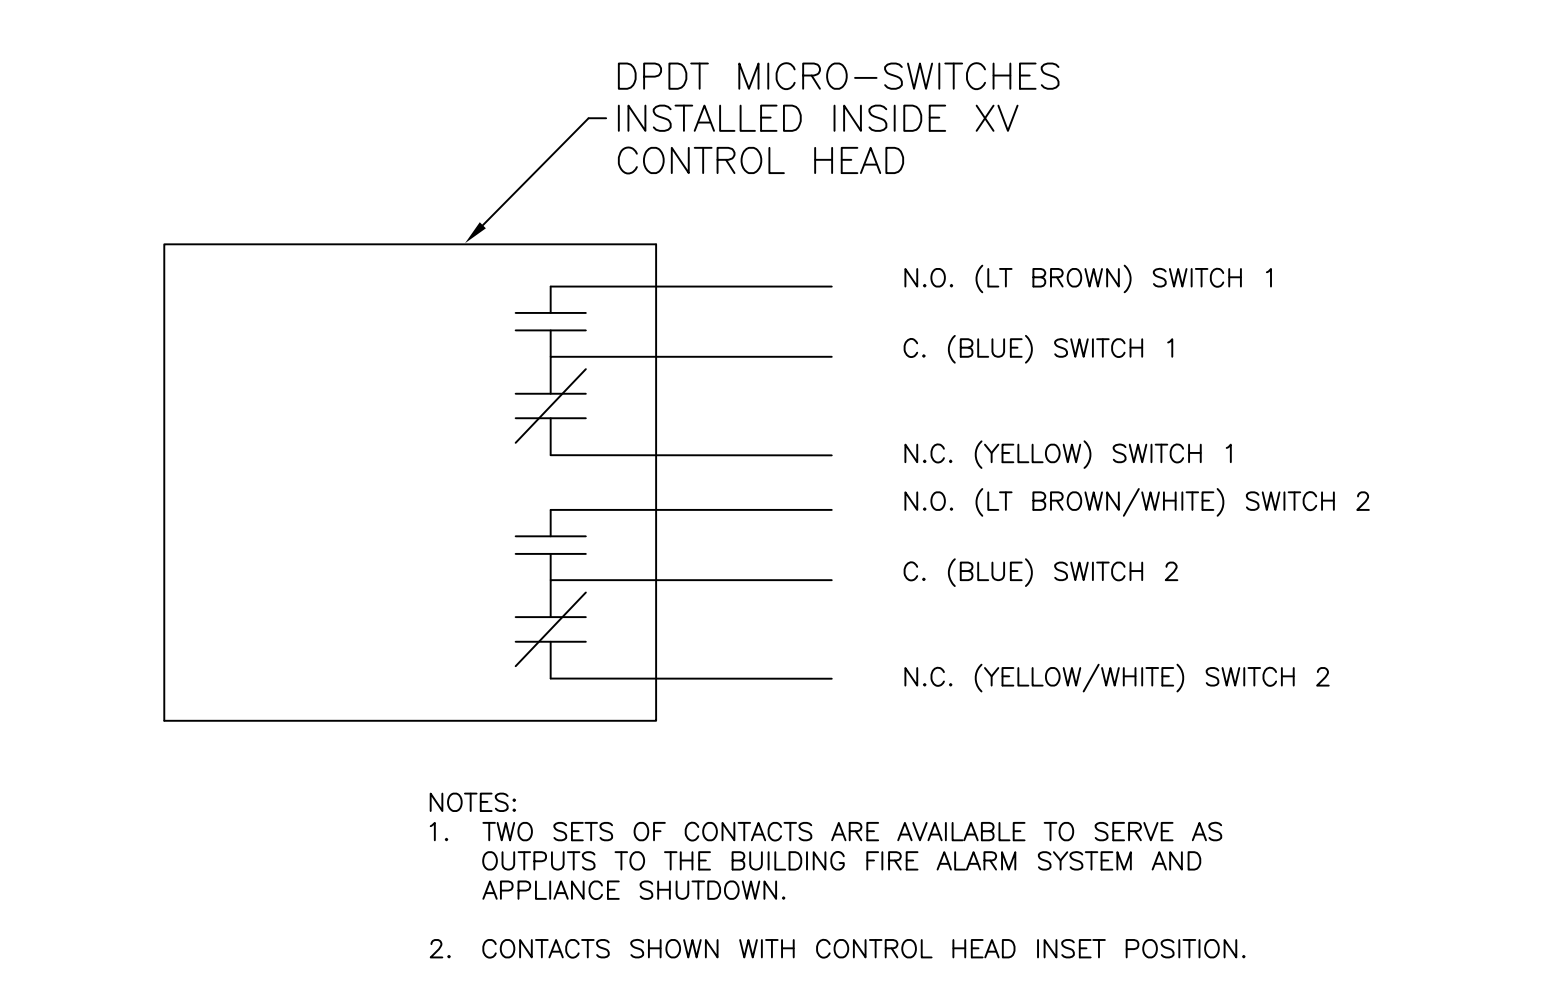 DPDT MICRO-SWITCHES
INSTALLED INSIDE XV
CONTROL HEAD
N.O. (LT BROWN) SWITCH 1
C. (BLUE) SWITCH 1
N.C. (YELLOW) SWITCH 1
N.O. (LT BROWN/WHITE) SWITCH 2
C. (BLUE) SWITCH 2
N.C. (YELLOW/WHITE) SWITCH 2
NOTES:
1. TWO SETS OF CONTACTS ARE AVAILABLE TO SERVE AS
OUTPUTS TO THE BUILDING FIRE ALARM SYSTEM AND
APPLIANCE SHUTDOWN.
2. CONTACTS SHOWN WITH CONTROL HEAD INSET POSITION.